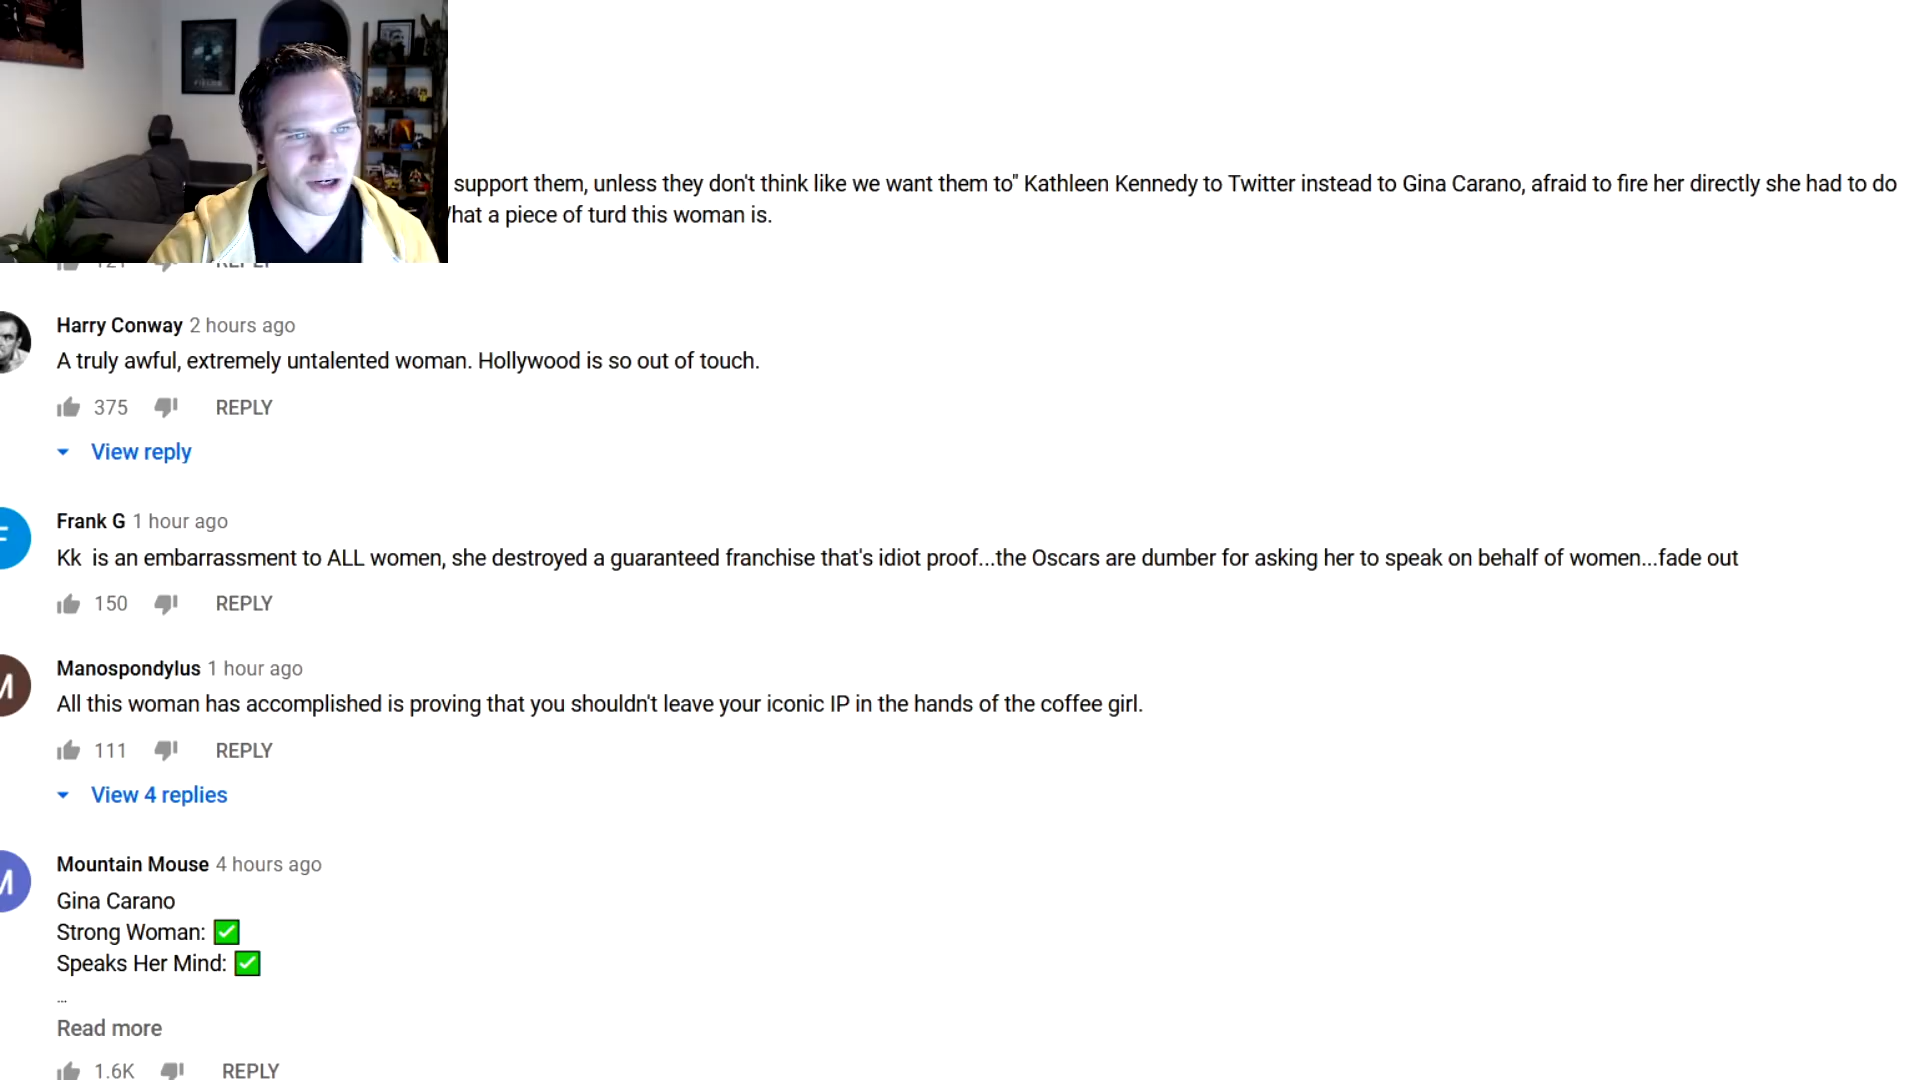 support them, unless they don't think like we want them to" Kathleen Kennedy to Twitter instead to Gina Carano, afraid to fire her directly she had to do
hat a piece of turd this woman is.
121 REPLY
Harry Conway 2 hours ago
A truly awful, extremely untalented woman. Hollywood is so out of touch.
375 REPLY
View reply
F
Frank G 1 hour ago
Kk is an embarrassment to ALL women, she destroyed a guaranteed franchise that's idiot proof...the Oscars are dumber for asking her to speak on behalf of women...fade out
150 REPLY
M
Manospondylus 1 hour ago
All this woman has accomplished is proving that you shouldn't leave your iconic IP in the hands of the coffee girl.
111 REPLY
View 4 replies
M
Mountain Mouse 4 hours ago
Gina Carano
Strong Woman: ✅
Speaks Her Mind: ✅
...
Read more
1.6K REPLY